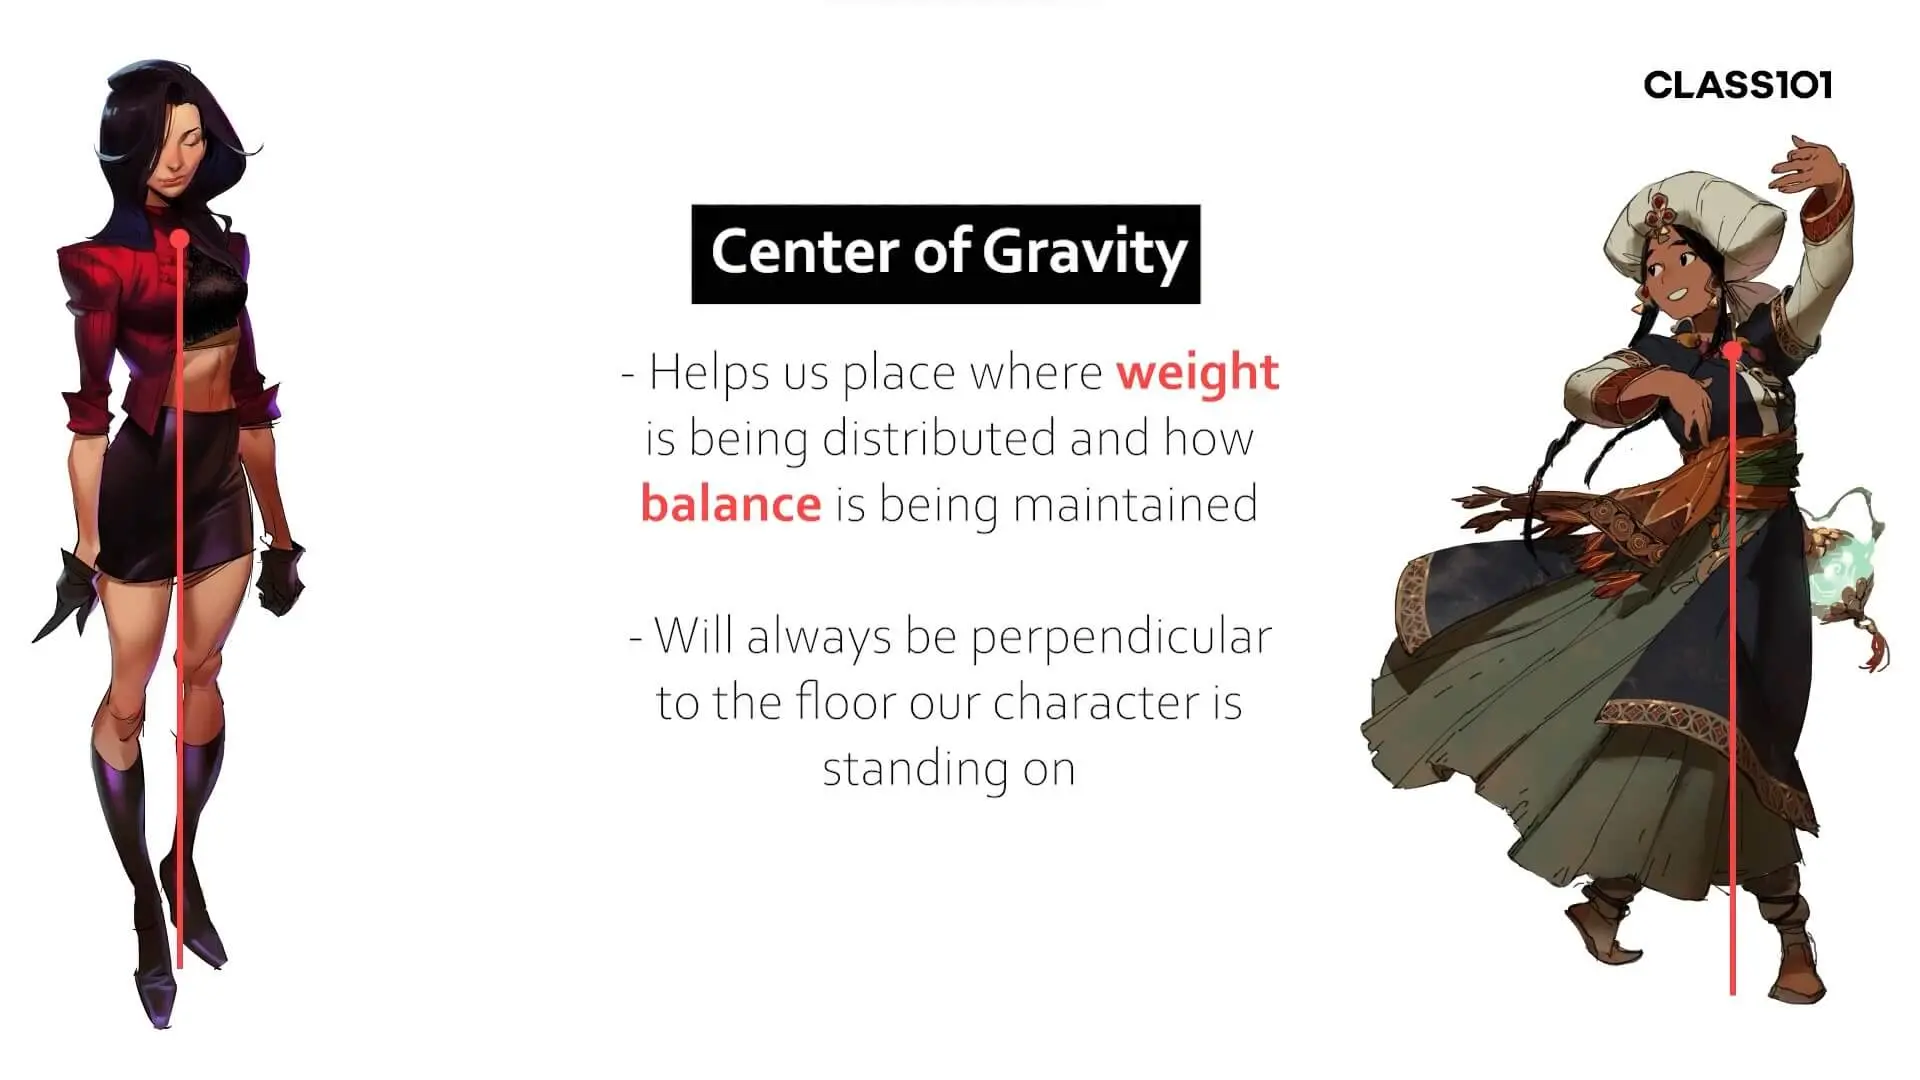 CLASS101
Center of Gravity
- Helps us place where weight
is being distributed and how
balance is being maintained
- Will always be perpendicular
to the floor our character is
standing on